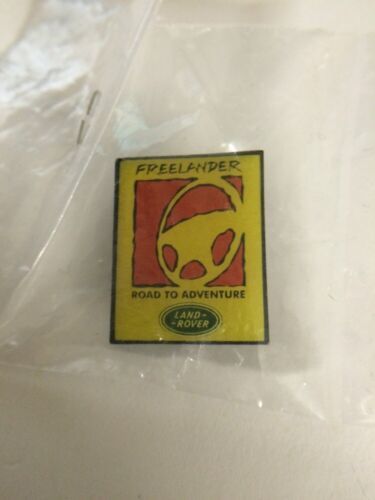 FREELANDER
ROAD TO ADVENTURE
LAND-
-ROVER